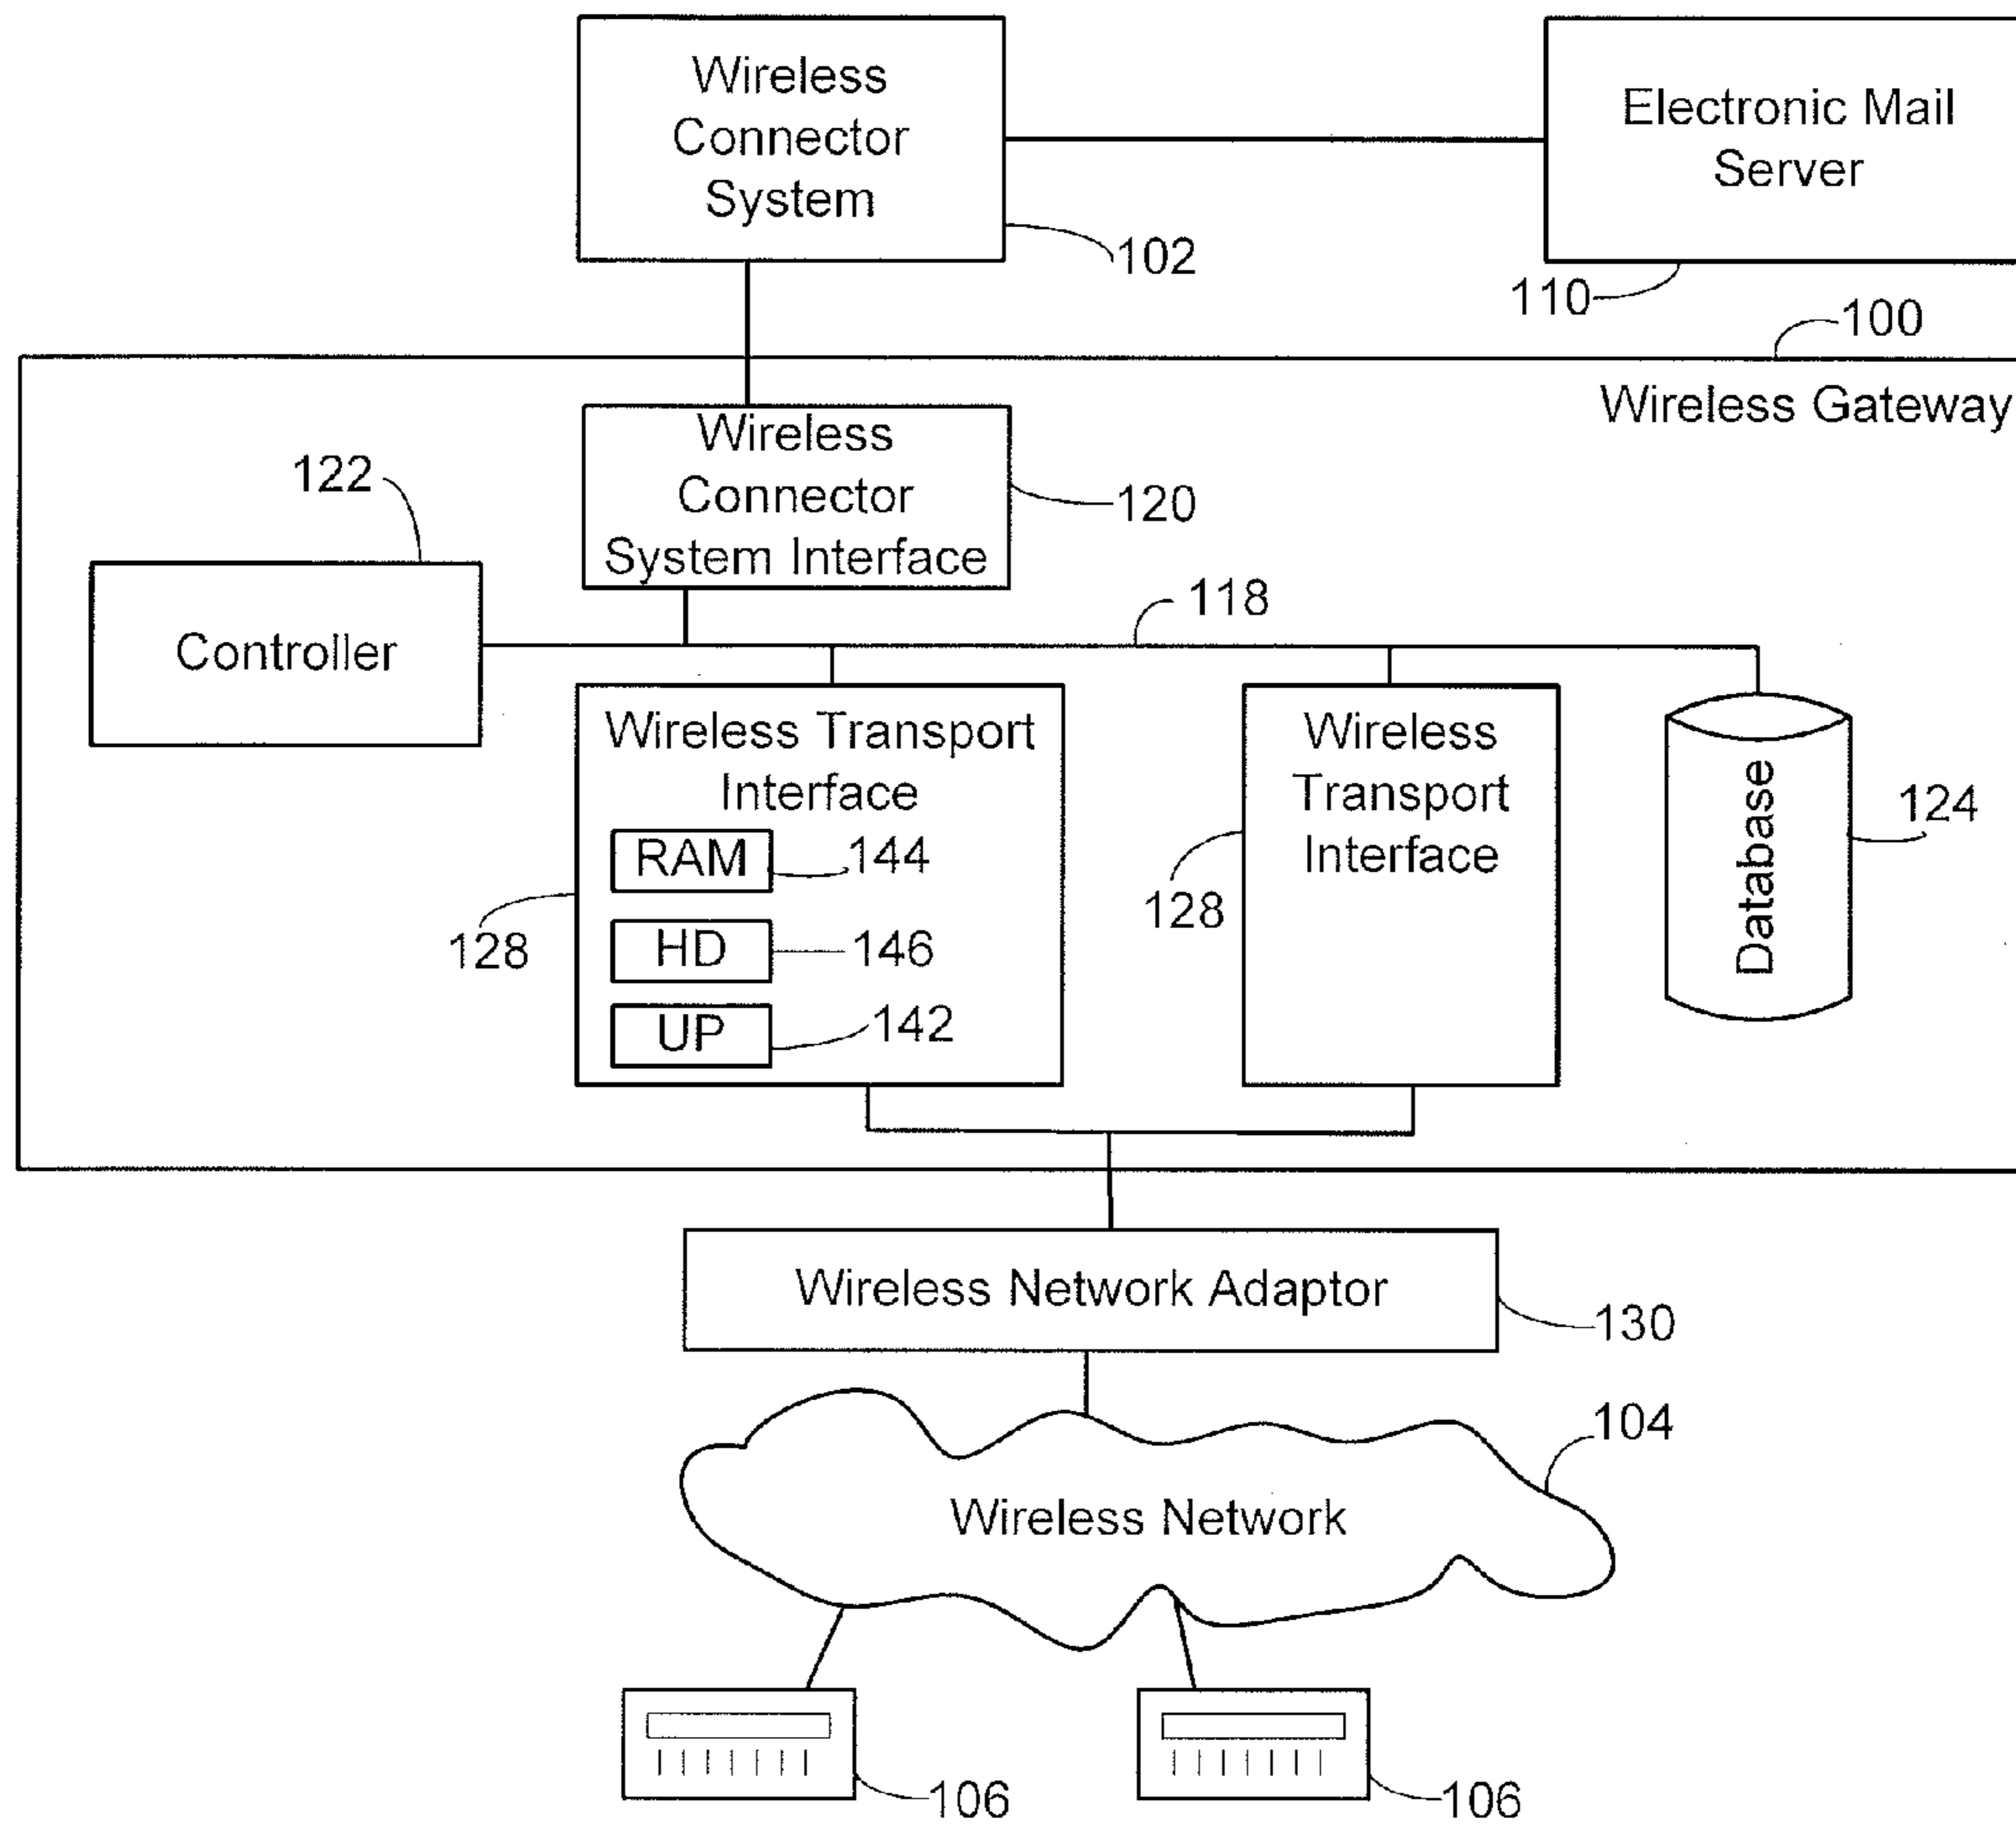 Wireless
Connector
System
102
Electronic Mail
Server
110
100
Wireless Gateway
Wireless
Connector
System Interface
120
122
Controller
118
Wireless Transport
Interface
RAM
144
HD
146
UP
142
128
Wireless
Transport
Interface
128
Database
124
Wireless Network Adaptor
130
104
Wireless Network
106
106